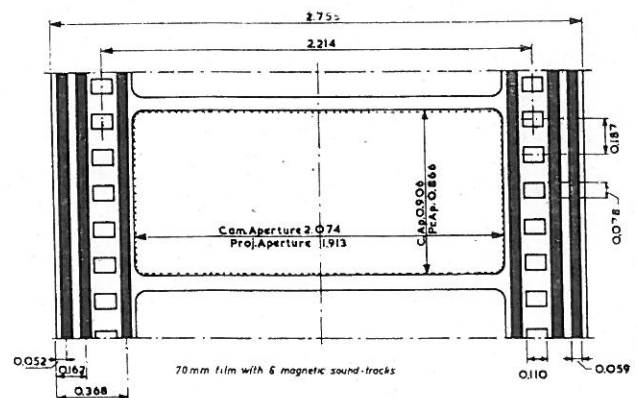 2.755
2.214
0.187
C.Ap. 0.906
Pr.Ap. 0.866
Cam. Aperture 2.074
Proj. Aperture 1.913
0.078
0.052
0.162
0.368
70 mm film with 6 magnetic sound-tracks
0.110
0.059